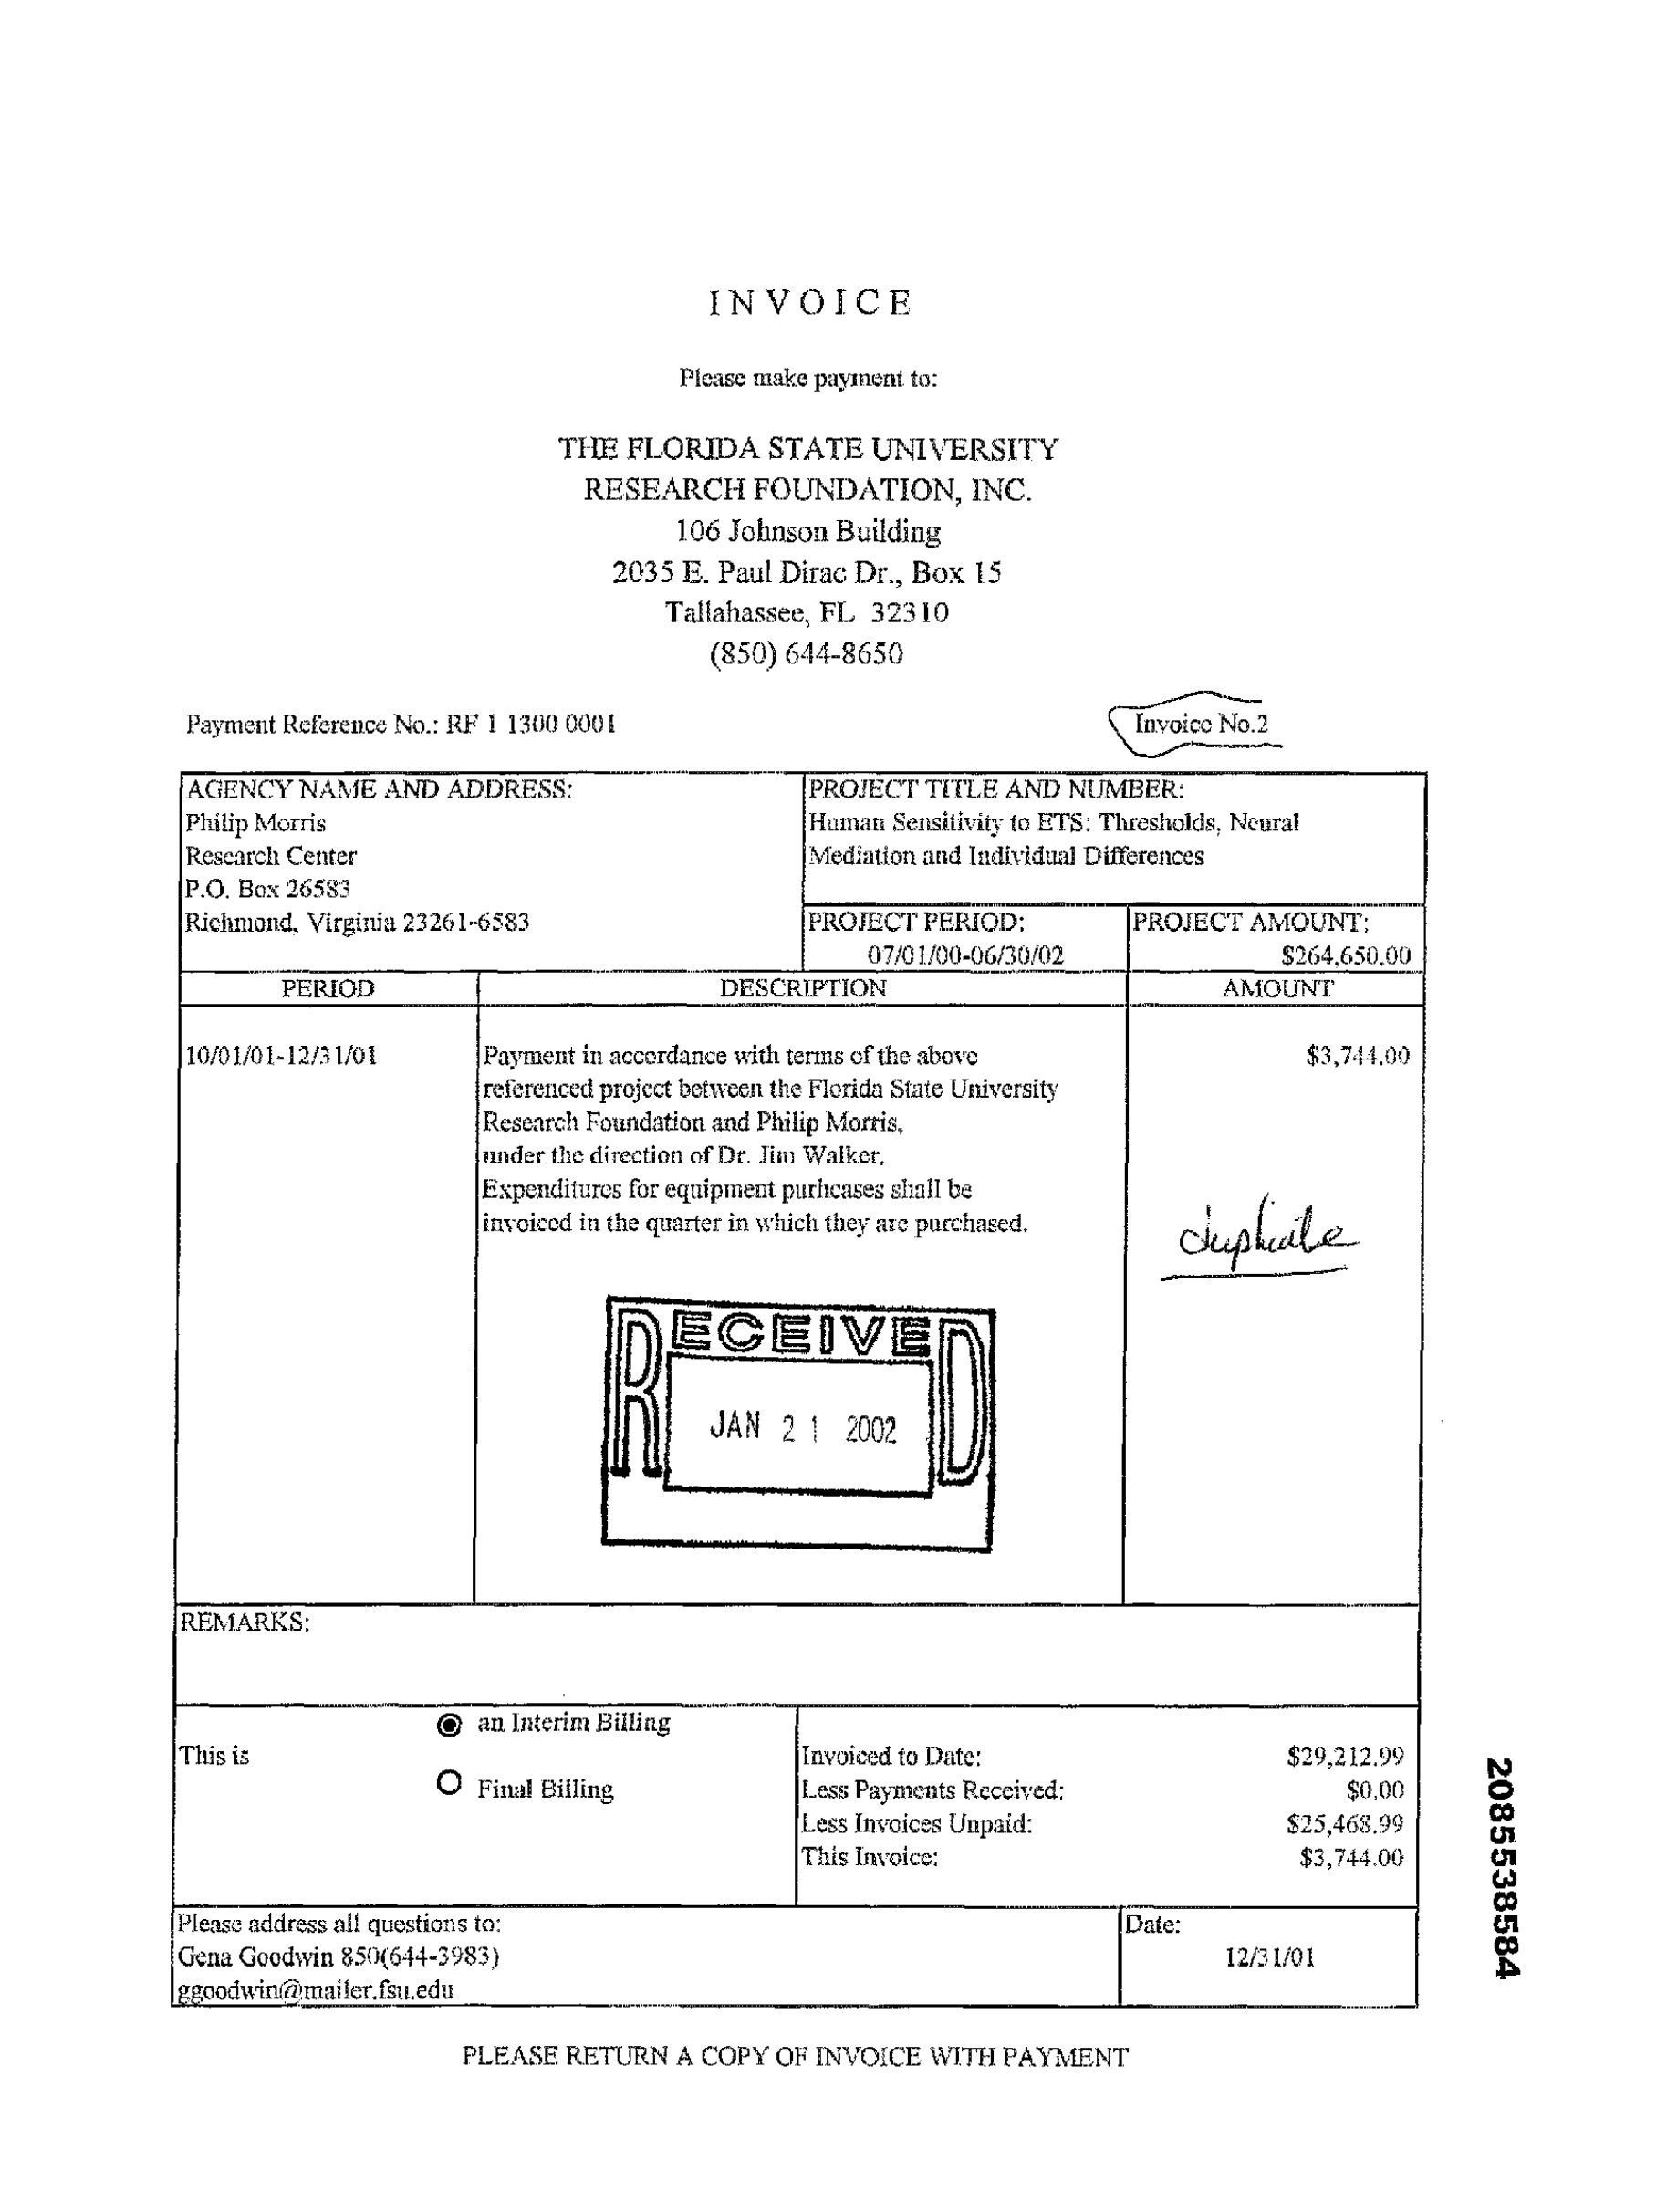 INVOICE
Please make payment to:
THE FLORIDA STATE UNIVERSITY
RESEARCH FOUNDATION, INC.
106 Johnson Building
2035 E. Paul Dirac Dr., Box 15
Tallahassee, FL 32310
(850) 644-8650
Payment Reference No.: RF 1 1300 0001
Invoice No.2
AGENCY NAME AND ADDRESS:
Philip Morris
Research Center
P.O. Box 26583
Richmond, Virginia 23261-6583
PROJECT TITLE AND NUMBER:
Human Sensitivity to ETS: Thresholds, Neural
Mediation and Individual Differences
PROJECT PERIOD:
07/01/00-06/30/02
PROJECT AMOUNT:
$264,650.00
PERIOD DESCRIPTION AMOUNT
10/01/01-12/31/01
Payment in accordance with terms of the above
referenced project between the Florida State University
Research Foundation and Philip Morris,
under the direction of Dr. Jim Walker,
Expenditures for equipment purhcases shall be
invoiced in the quarter in which they are purchased.
$3,744.00
duplicate
RECEIVED
JAN 21 2002
REMARKS:
This is
an Interim Billing
Final Billing
Invoiced to Date: $29,212.99
Less Payments Received: $0.00
Less Invoices Unpaid: $25,468.99
This Invoice: $3,744.00
Please address all questions to:
Gena Goodwin 850(644-3983)
ggoodwin@mailer.fsu.edu
Date:
12/31/01
PLEASE RETURN A COPY OF INVOICE WITH PAYMENT
2085538584